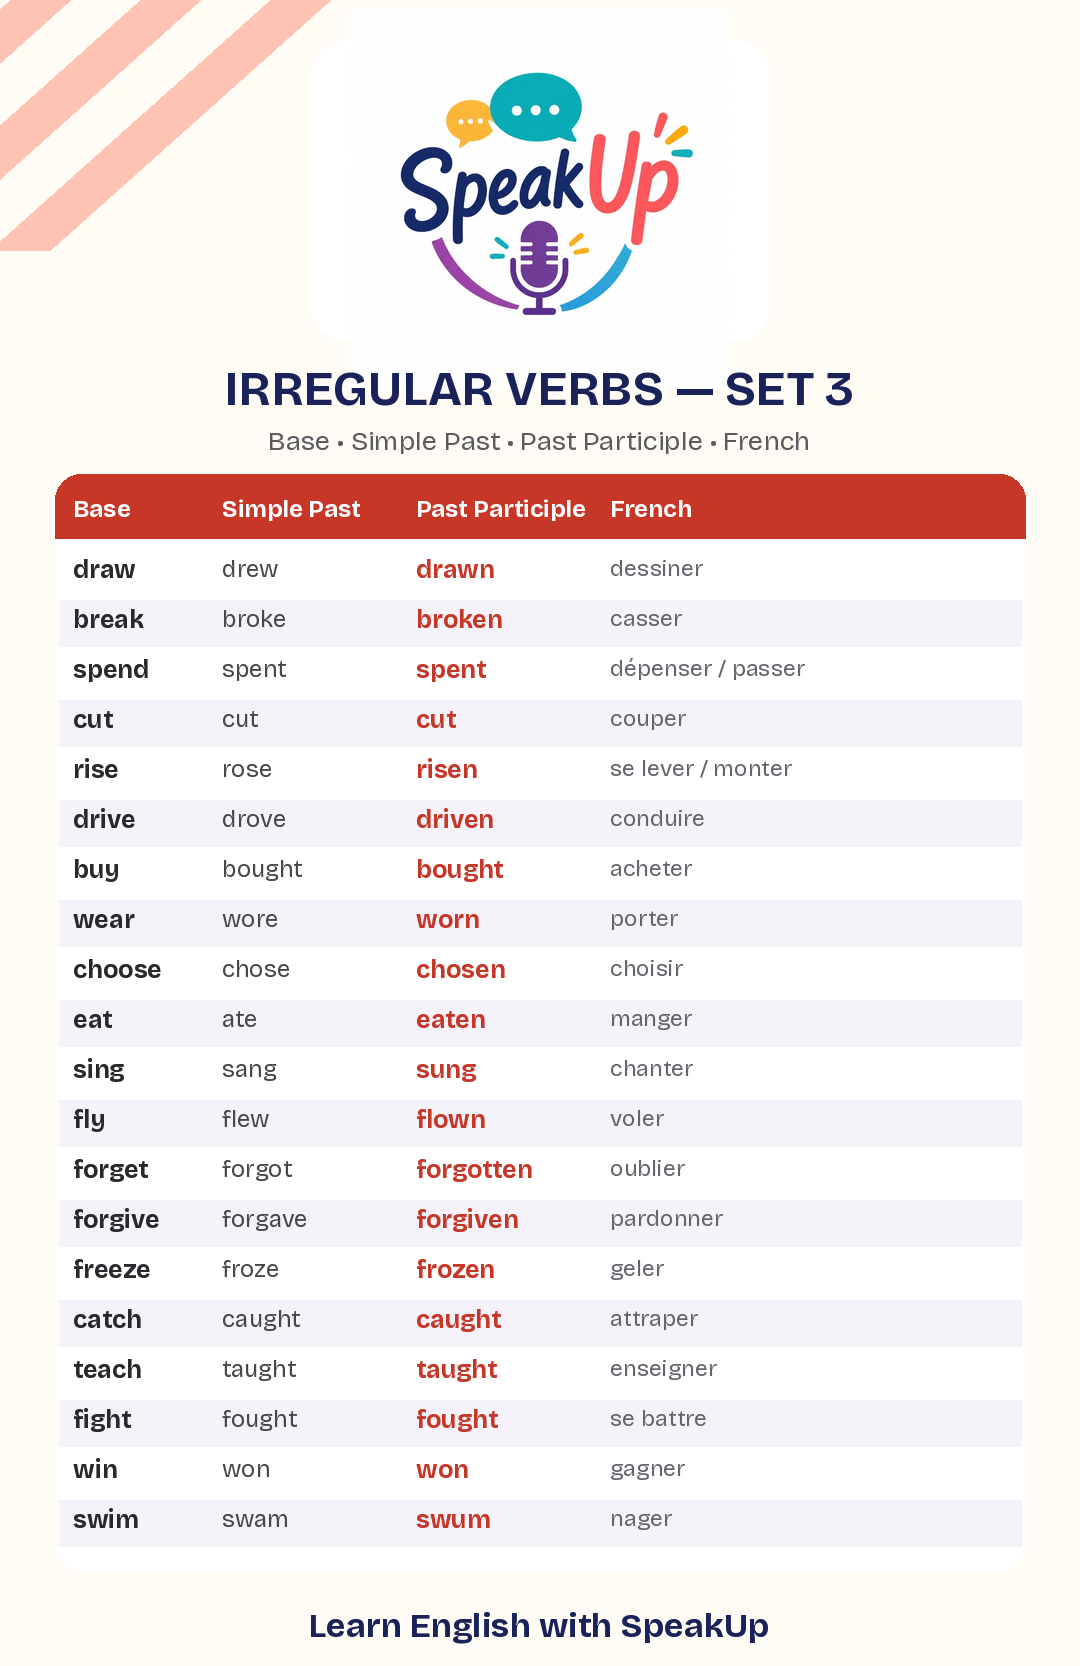 SpeakUp
IRREGULAR VERBS — SET 3
Base • Simple Past • Past Participle • French
Base Simple Past Past Participle French
draw drew drawn dessiner
break broke broken casser
spend spent spent dépenser / passer
cut cut cut couper
rise rose risen se lever / monter
drive drove driven conduire
buy bought bought acheter
wear wore worn porter
choose chose chosen choisir
eat ate eaten manger
sing sang sung chanter
fly flew flown voler
forget forgot forgotten oublier
forgive forgave forgiven pardonner
freeze froze frozen geler
catch caught caught attraper
teach taught taught enseigner
fight fought fought se battre
win won won gagner
swim swam swum nager
Learn English with SpeakUp